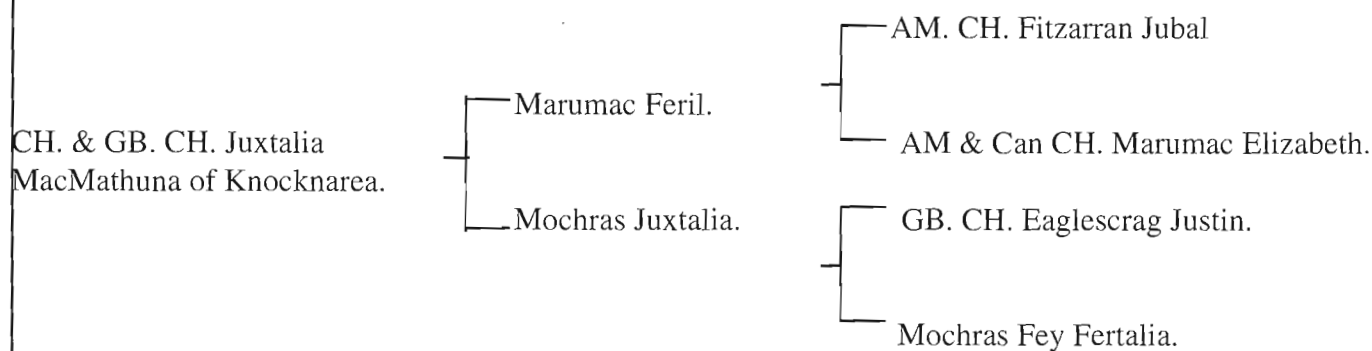 AM. CH. Fitzarran Jubal
Marumac Feril.
CH. & GB. CH. Juxtalia
AM & Can CH. Marumac Elizabeth.
MacMathuna of Knocknarea.
Mochras Juxtalia.
GB. CH. Eaglescrag Justin.
Mochras Fey Fertalia.